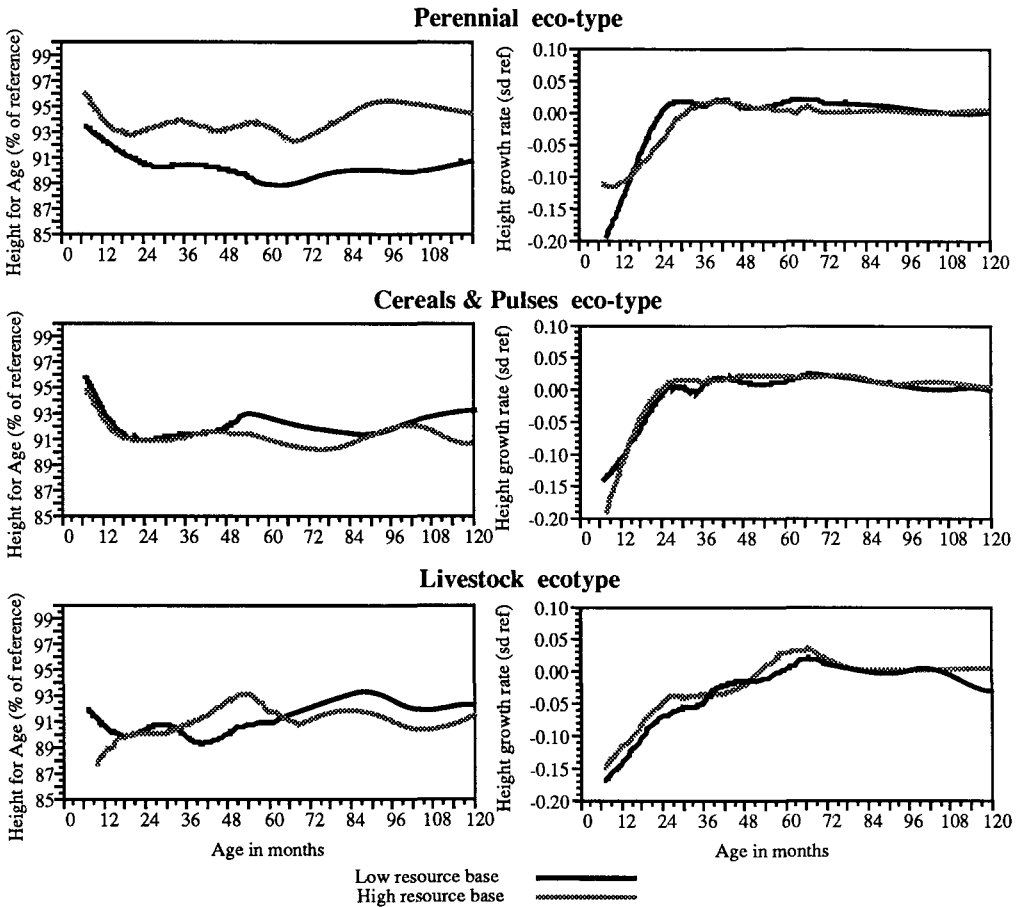 Perennial eco-type
Height for Age (% of reference)
99
97
95
93
91
89
87
85
0 12 24 36 48 60 72 84 96 108
Height growth rate (sd ref)
0.10
0.05
0.00
-0.05
-0.10
-0.15
-0.20
0 12 24 36 48 60 72 84 96 108 120
Cereals & Pulses eco-type
Height for Age (% of reference)
99
97
95
93
91
89
87
85
0 12 24 36 48 60 72 84 96 108 120
Height growth rate (sd ref)
0.10
0.05
0.00
-0.05
-0.10
-0.15
-0.20
0 12 24 36 48 60 72 84 96 108 120
Livestock ecotype
Height for Age (% of reference)
99
97
95
93
91
89
87
85
0 12 24 36 48 60 72 84 96 108 120
Age in months
Height growth rate (sd ref)
0.10
0.05
0.00
-0.05
-0.10
-0.15
-0.20
0 12 24 36 48 60 72 84 96 108 120
Age in months
Low resource base
High resource base